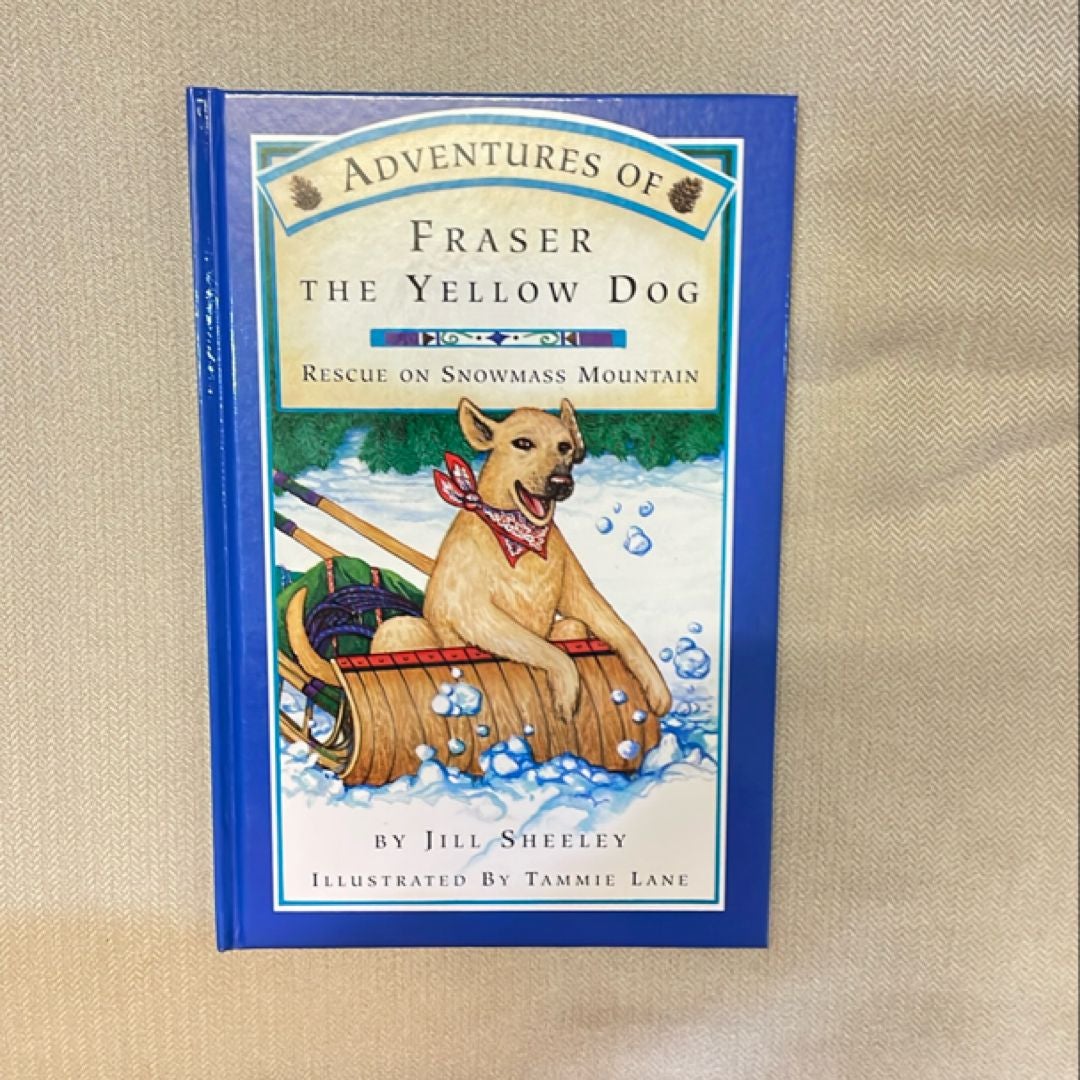 ADVENTURES OF
FRASER
THE YELLOW DOG
RESCUE ON SNOWMASS MOUNTAIN
BY JILL SHEELEY
ILLUSTRATED BY TAMMIE LANE